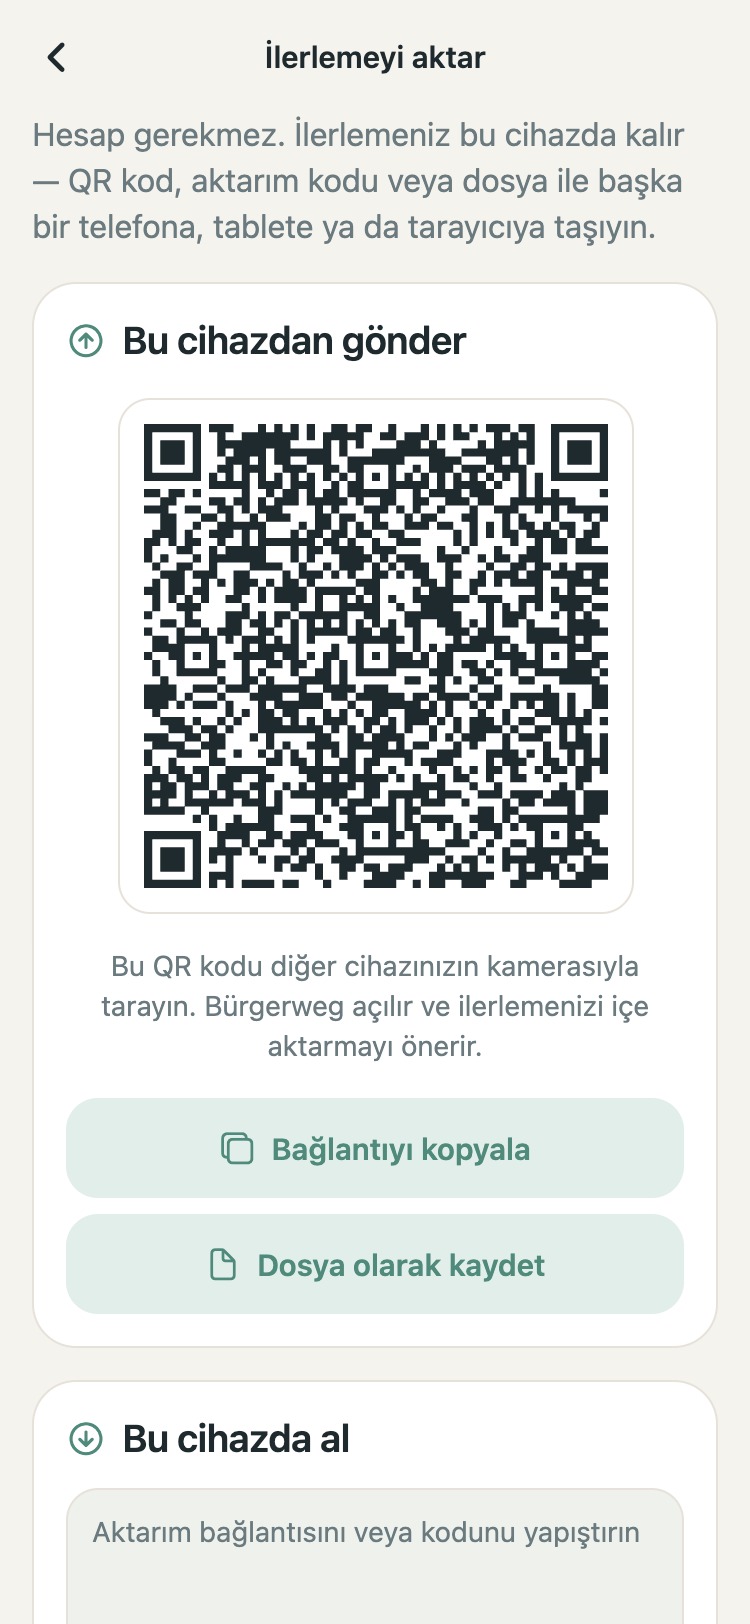 İlerlemeyi aktar
Hesap gerekmez. İlerlemeniz bu cihazda kalır
— QR kod, aktarım kodu veya dosya ile başka
bir telefona, tablete ya da tarayıcıya taşıyın.
Bu cihazdan gönder
Bu QR kodu diğer cihazınızın kamerasıyla
tarayın. Bürgerweg açılır ve ilerlemenizi içe
aktarmayı önerir.
Bağlantıyı kopyala
Dosya olarak kaydet
Bu cihazda al
Aktarım bağlantısını veya kodunu yapıştırın